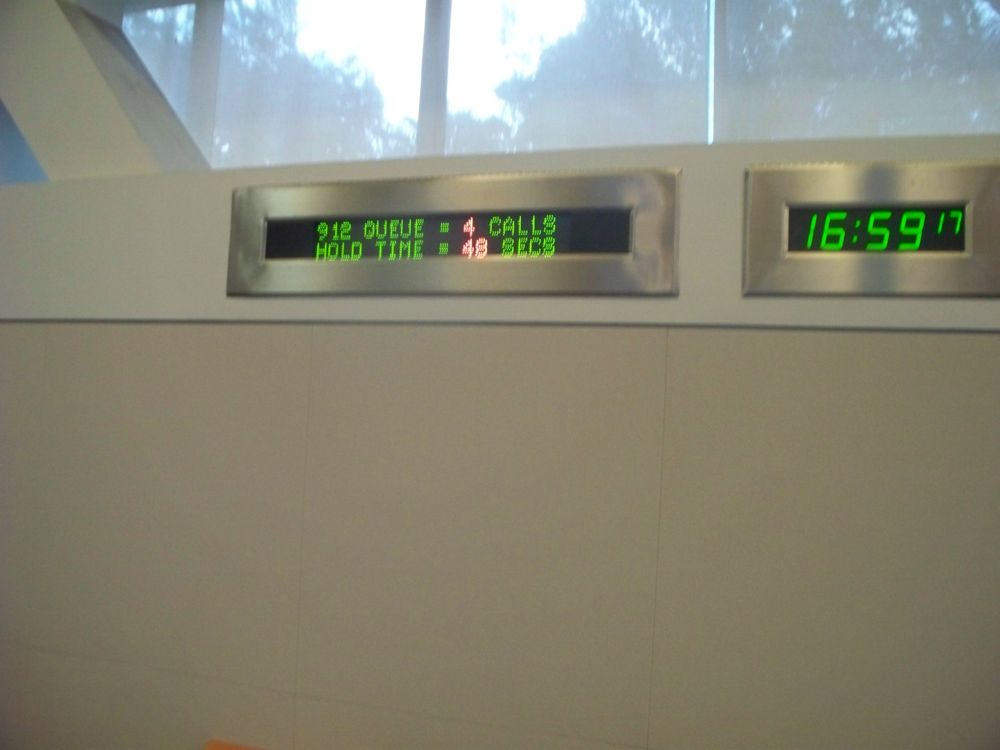 912 QUEUE : 4 CALLS
HOLD TIME : 48 SECS
16:59 17